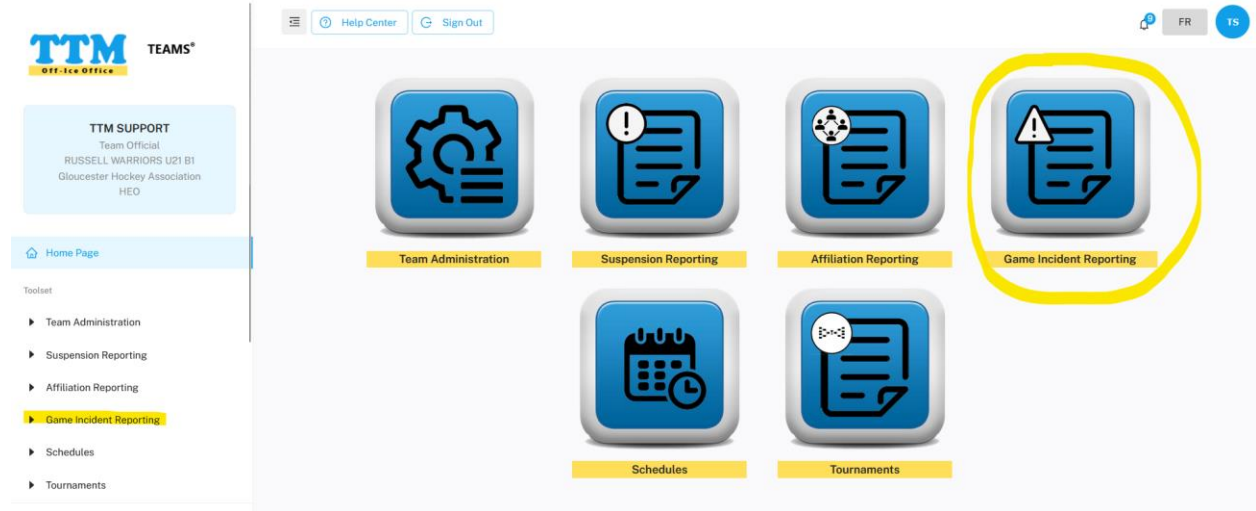 TTM TEAMS®
Off-Ice Office
TTM SUPPORT
Team Official
RUSSELL WARRIORS U21 B1
Gloucester Hockey Association
HEO
Home Page
Toolset
Team Administration
Suspension Reporting
Affiliation Reporting
Game Incident Reporting
Schedules
Tournaments
Help Center
Sign Out
9
FR
TS
Team Administration
Suspension Reporting
Affiliation Reporting
Game Incident Reporting
Schedules
Tournaments